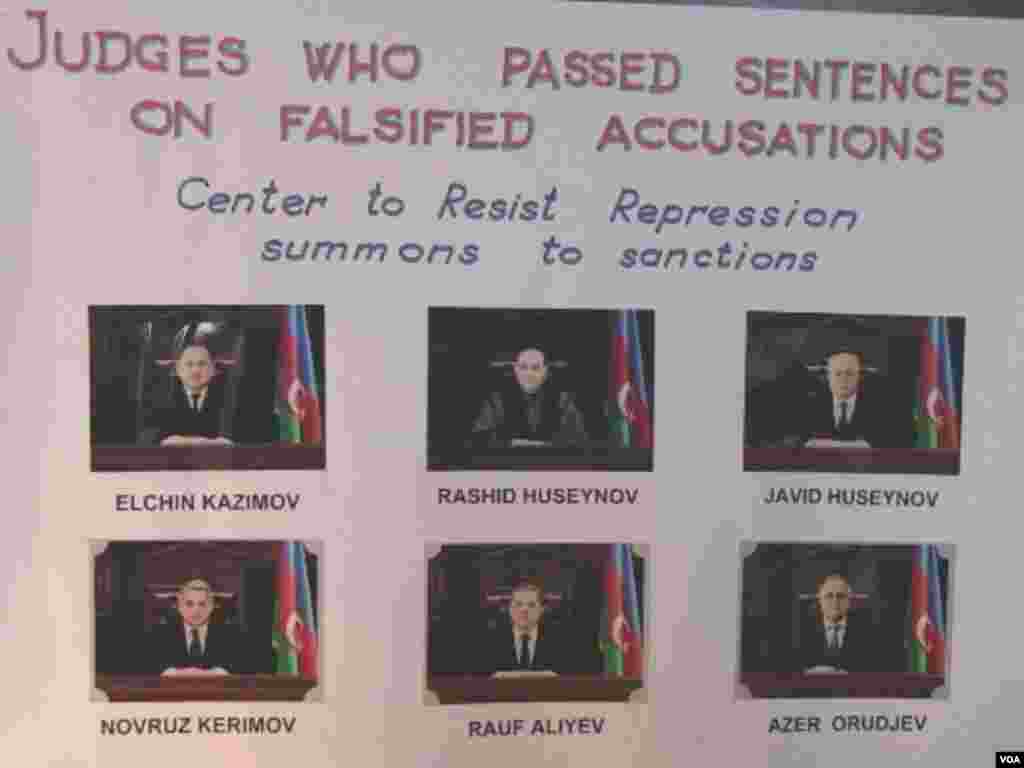 JUDGES WHO PASSED SENTENCES
ON FALSIFIED ACCUSATIONS
Center to Resist Repression
summons to sanctions
ELCHIN KAZIMOV
RASHID HUSEYNOV
JAVID HUSEYNOV
NOVRUZ KERIMOV
RAUF ALIYEV
AZER ORUDJEV
VOA